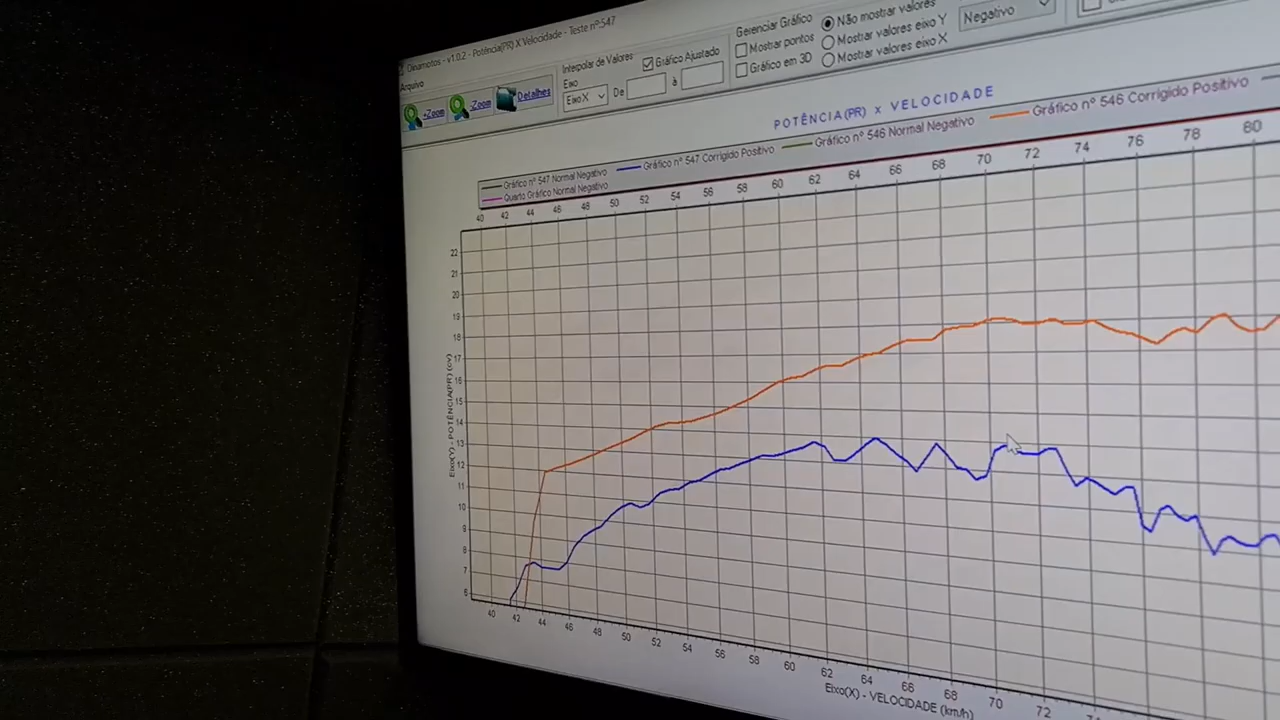 Dinamotos - v1.0.2 - Potência(PR) X Velocidade - Teste nº:547
Arquivo
+Zoom
-Zoom
Detalhes
Interpolar de Valores
Eixo
Eixo X
De
à
Gráfico Ajustado
Gerenciar Gráfico
Mostrar pontos
Gráfico em 3D
Não mostrar valores
Mostrar valores eixo Y
Mostrar valores eixo X
Negativo
POTÊNCIA(PR) x VELOCIDADE
Gráfico nº 547 Normal Negativo
Gráfico nº 547 Corrigido Positivo
Gráfico nº 546 Normal Negativo
Gráfico nº 546 Corrigido Positivo
Quarto Gráfico Normal Negativo
40 42 44 46 48 50 52 54 56 58 60 62 64 66 68 70 72 74 76 78 80
22
21
20
19
18
17
16
15
14
13
12
11
10
9
8
7
6
Eixo(Y) - POTÊNCIA(PR) (cv)
40 42 44 46 48 50 52 54 56 58 60 62 64 66 68 70 72
Eixo(X) - VELOCIDADE (km/h)